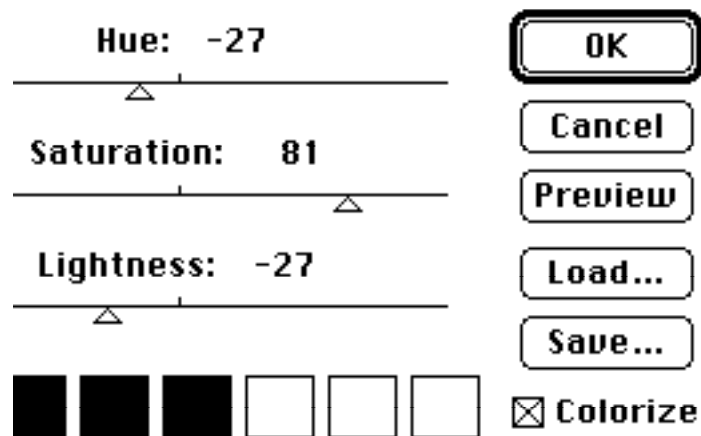 Hue: -27
OK
Cancel
Saturation: 81
Preview
Lightness: -27
Load...
Save...
Colorize